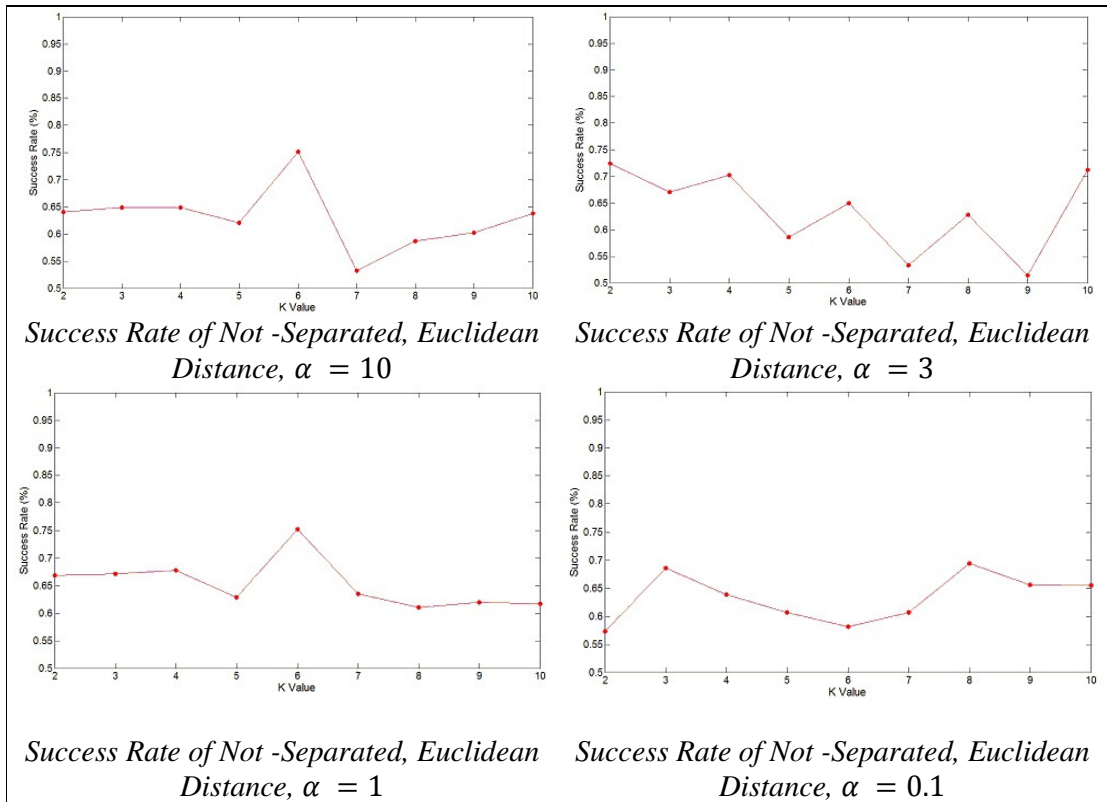 1
0.95
0.9
0.85
0.8
0.75
0.7
0.65
0.6
0.55
0.5
Success Rate (%)
2 3 4 5 6 7 8 9 10
K Value
Success Rate of Not -Separated, Euclidean
Distance, α = 10
1
0.95
0.9
0.85
0.8
0.75
0.7
0.65
0.6
0.55
0.5
Success Rate (%)
2 3 4 5 6 7 8 9 10
K Value
Success Rate of Not -Separated, Euclidean
Distance, α = 3
1
0.95
0.9
0.85
0.8
0.75
0.7
0.65
0.6
0.55
0.5
Success Rate (%)
2 3 4 5 6 7 8 9 10
K Value
Success Rate of Not -Separated, Euclidean
Distance, α = 1
1
0.95
0.9
0.85
0.8
0.75
0.7
0.65
0.6
0.55
0.5
Success Rate (%)
2 3 4 5 6 7 8 9 10
K Value
Success Rate of Not -Separated, Euclidean
Distance, α = 0.1